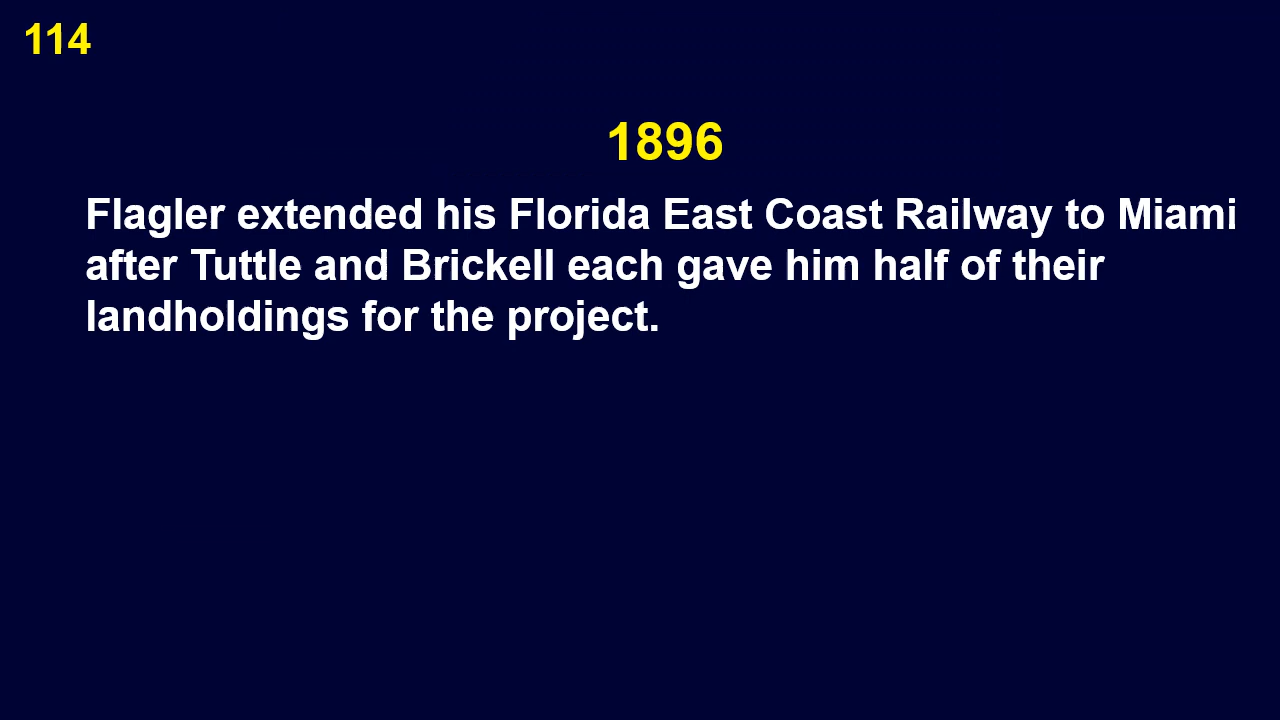 114
1896
Flagler extended his Florida East Coast Railway to Miami
after Tuttle and Brickell each gave him half of their
landholdings for the project.